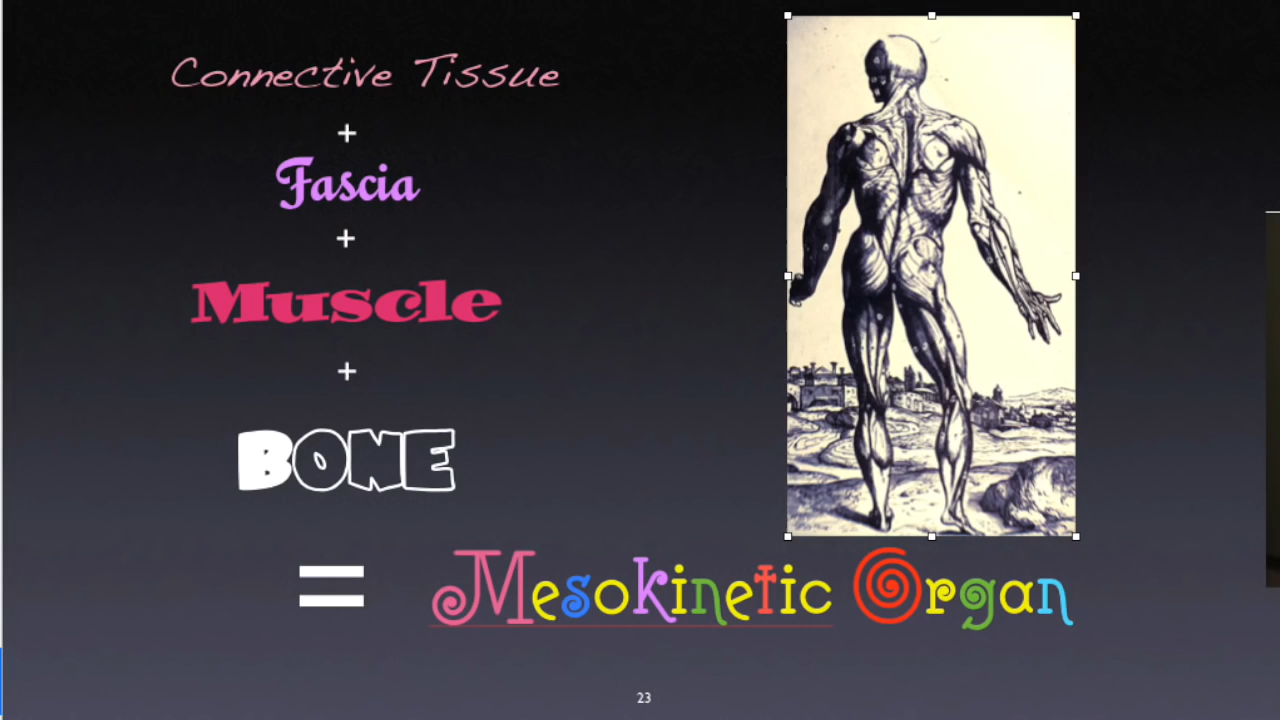 Connective Tissue
+
Fascia
+
Muscle
+
BONE
= Mesokinetic Organ
23